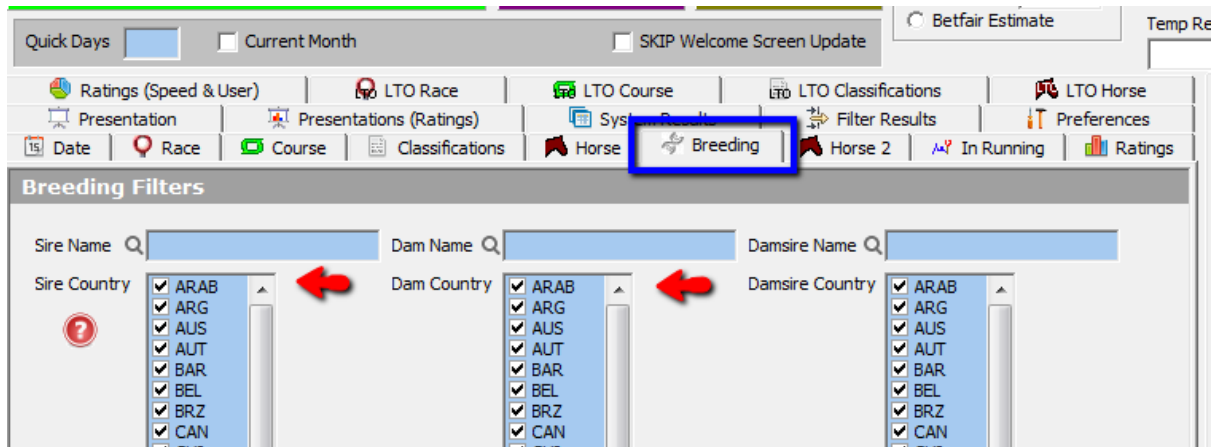 Betfair Estimate
Temp Re
Quick Days Current Month SKIP Welcome Screen Update
Ratings (Speed & User) LTO Race LTO Course LTO Classifications LTO Horse
Presentation Presentations (Ratings) System Results Filter Results Preferences
Date Race Course Classifications Horse Breeding Horse 2 In Running Ratings
Breeding Filters
Sire Name Dam Name Damsire Name
Sire Country ARAB Dam Country ARAB Damsire Country ARAB
ARG ARG ARG
AUS AUS AUS
AUT AUT AUT
BAR BAR BAR
BEL BEL BEL
BRZ BRZ BRZ
CAN CAN CAN